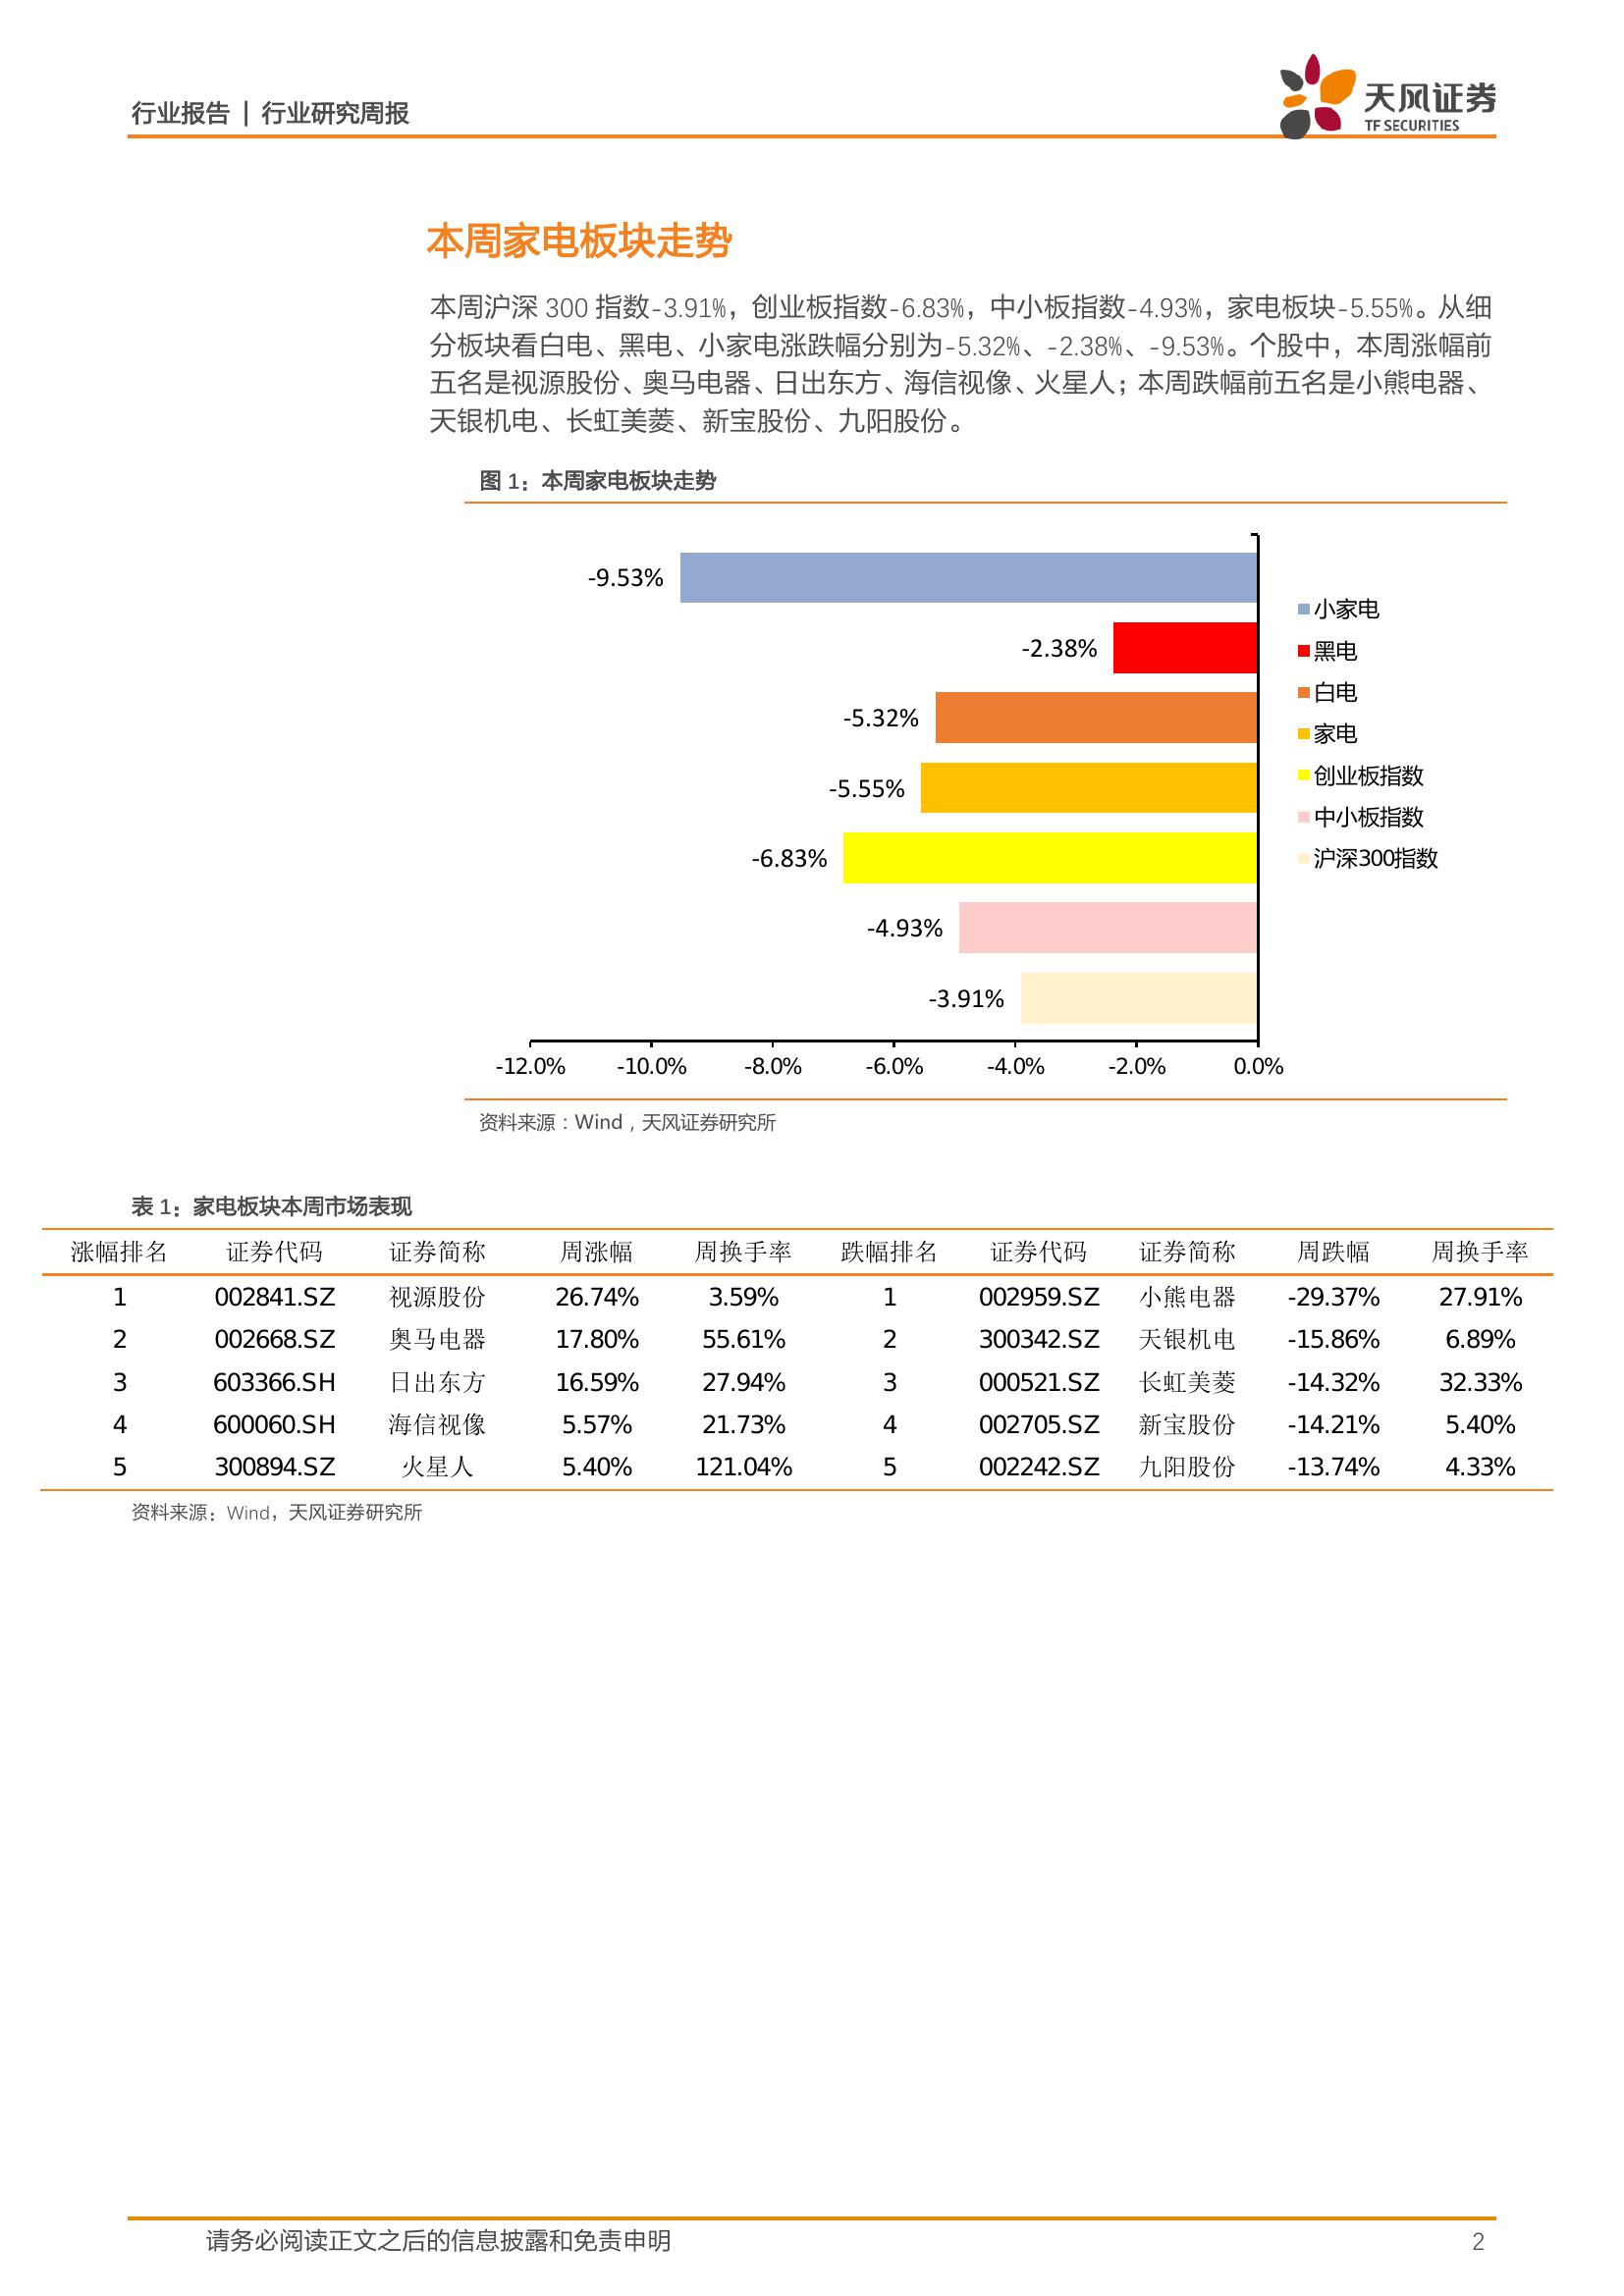 行业报告 | 行业研究周报
天风证券
TF SECURITIES
本周家电板块走势
本周沪深 300 指数-3.91%，创业板指数-6.83%，中小板指数-4.93%，家电板块-5.55%。从细
分板块看白电、黑电、小家电涨跌幅分别为-5.32%、-2.38%、-9.53%。个股中，本周涨幅前
五名是视源股份、奥马电器、日出东方、海信视像、火星人；本周跌幅前五名是小熊电器、
天银机电、长虹美菱、新宝股份、九阳股份。
图 1：本周家电板块走势
-9.53%
-2.38%
-5.32%
-5.55%
-6.83%
-4.93%
-3.91%
小家电
黑电
白电
家电
创业板指数
中小板指数
沪深300指数
-12.0% -10.0% -8.0% -6.0% -4.0% -2.0% 0.0%
资料来源：Wind，天风证券研究所
表 1：家电板块本周市场表现
涨幅排名 证券代码 证券简称 周涨幅 周换手率 跌幅排名 证券代码 证券简称 周跌幅 周换手率
1 002841.SZ 视源股份 26.74% 3.59% 1 002959.SZ 小熊电器 -29.37% 27.91%
2 002668.SZ 奥马电器 17.80% 55.61% 2 300342.SZ 天银机电 -15.86% 6.89%
3 603366.SH 日出东方 16.59% 27.94% 3 000521.SZ 长虹美菱 -14.32% 32.33%
4 600060.SH 海信视像 5.57% 21.73% 4 002705.SZ 新宝股份 -14.21% 5.40%
5 300894.SZ 火星人 5.40% 121.04% 5 002242.SZ 九阳股份 -13.74% 4.33%
资料来源：Wind，天风证券研究所
请务必阅读正文之后的信息披露和免责申明 2